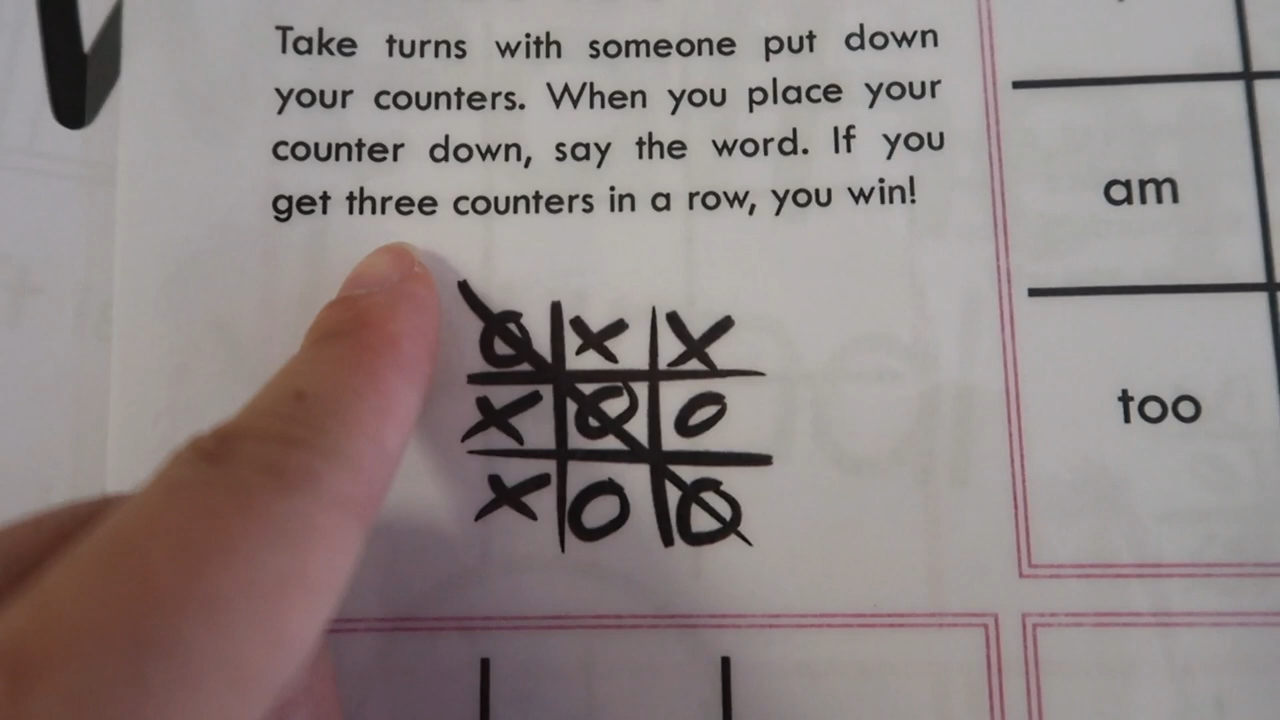 Take turns with someone put down
your counters. When you place your
counter down, say the word. If you
get three counters in a row, you win!
O X X
X O O
X O O
am
too